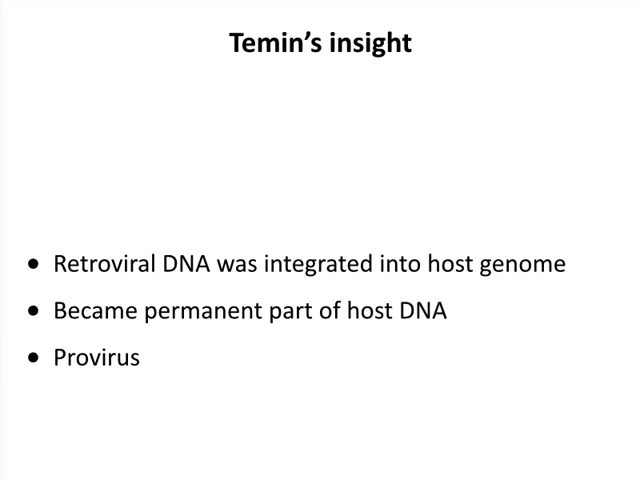 Temin’s insight
• Retroviral DNA was integrated into host genome
• Became permanent part of host DNA
• Provirus